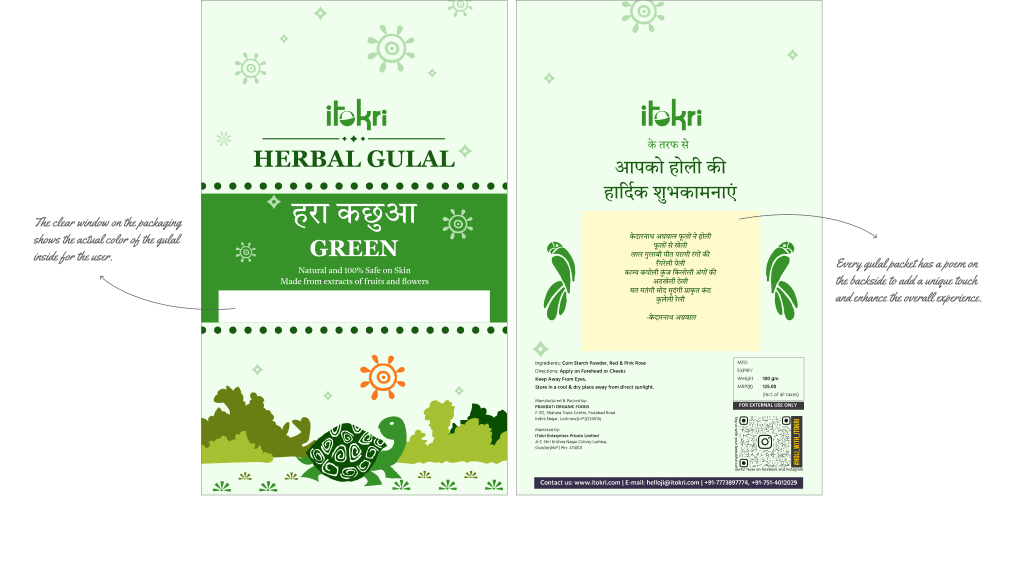 itokri
HERBAL GULAL
हरा कछुआ
GREEN
Natural and 100% Safe on Skin
Made from extracts of fruits and flowers
The clear window on the packaging
shows the actual color of the gulal
inside for the user.
itokri
के तरफ से
आपको होली की
हार्दिक शुभकामनाएं
केदारनाथ अग्रवाल फूलों ने होली
फूलों से खेली
लाल गुलाबी पीत परागी रंगों की
रँगरेली पेली
काम्य कपोली कुंज किलोली अंगों की
अठखेली ठेली
मत मतंगी मोद मृदंगी प्राकृत कंठ
कुलेली रेली
-केदारनाथ अग्रवाल
Every gulal packet has a poem on
the backside to add a unique touch
and enhance the overall experience.
Ingredients: Corn Starch Powder, Red & Pink Rose
Directions: Apply on Forehead or Cheeks
Keep Away From Eyes,
Store in a cool & dry place away from direct sunlight.
Manufactured & Packed by:
PRAKRATI ORGANIC FOODS
Marketed by:
iTokri Enterprises Private Limited
MFG
EXPIRY
Weight 100 gm
MRP(₹) 125.00
(Incl. of all taxes)
FOR EXTERNAL USE ONLY
#HOLI_WITH_ITOKRI
Contact us: www.itokri.com | E-mail: helloji@itokri.com | +91-7773897774, +91-751-4012029